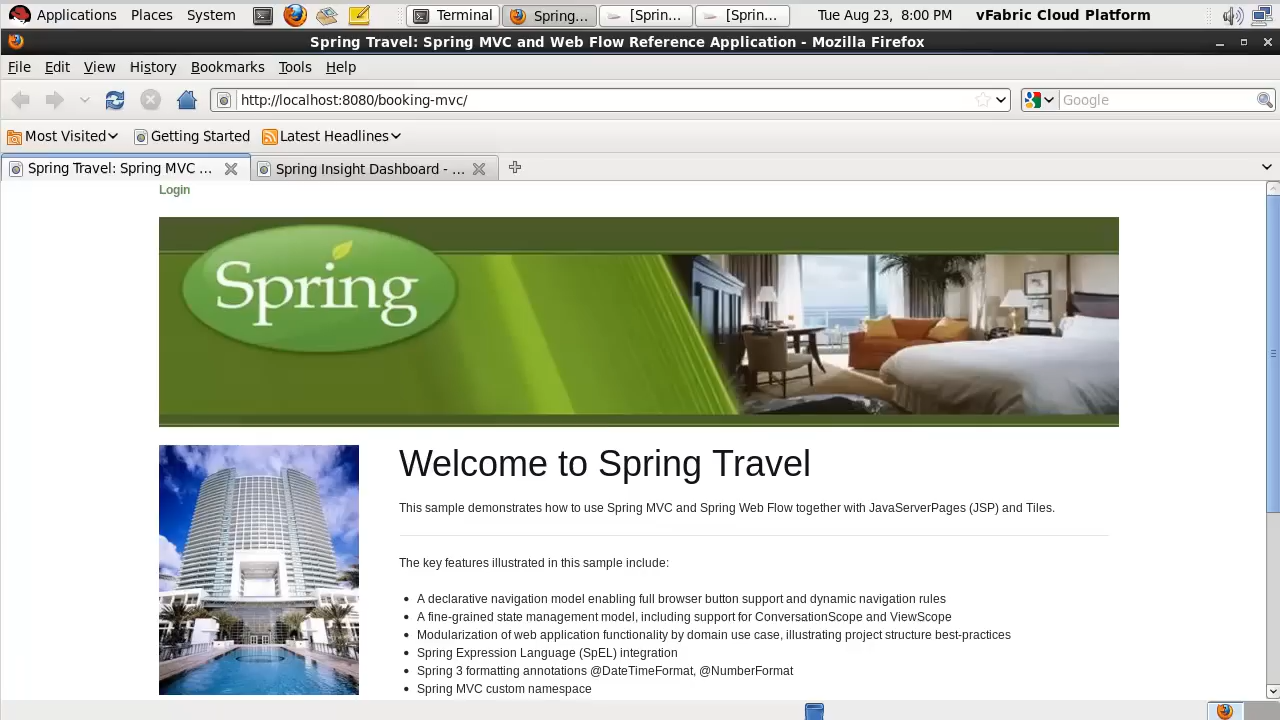 Applications Places System Terminal Spring... [Sprin... [Sprin... Tue Aug 23, 8:00 PM vFabric Cloud Platform
Spring Travel: Spring MVC and Web Flow Reference Application - Mozilla Firefox
File Edit View History Bookmarks Tools Help
http://localhost:8080/booking-mvc/ Google
Most Visited Getting Started Latest Headlines
Spring Travel: Spring MVC ... Spring Insight Dashboard - ...
Login
Spring
Welcome to Spring Travel
This sample demonstrates how to use Spring MVC and Spring Web Flow together with JavaServerPages (JSP) and Tiles.
The key features illustrated in this sample include:
A declarative navigation model enabling full browser button support and dynamic navigation rules
A fine-grained state management model, including support for ConversationScope and ViewScope
Modularization of web application functionality by domain use case, illustrating project structure best-practices
Spring Expression Language (SpEL) integration
Spring 3 formatting annotations @DateTimeFormat, @NumberFormat
Spring MVC custom namespace